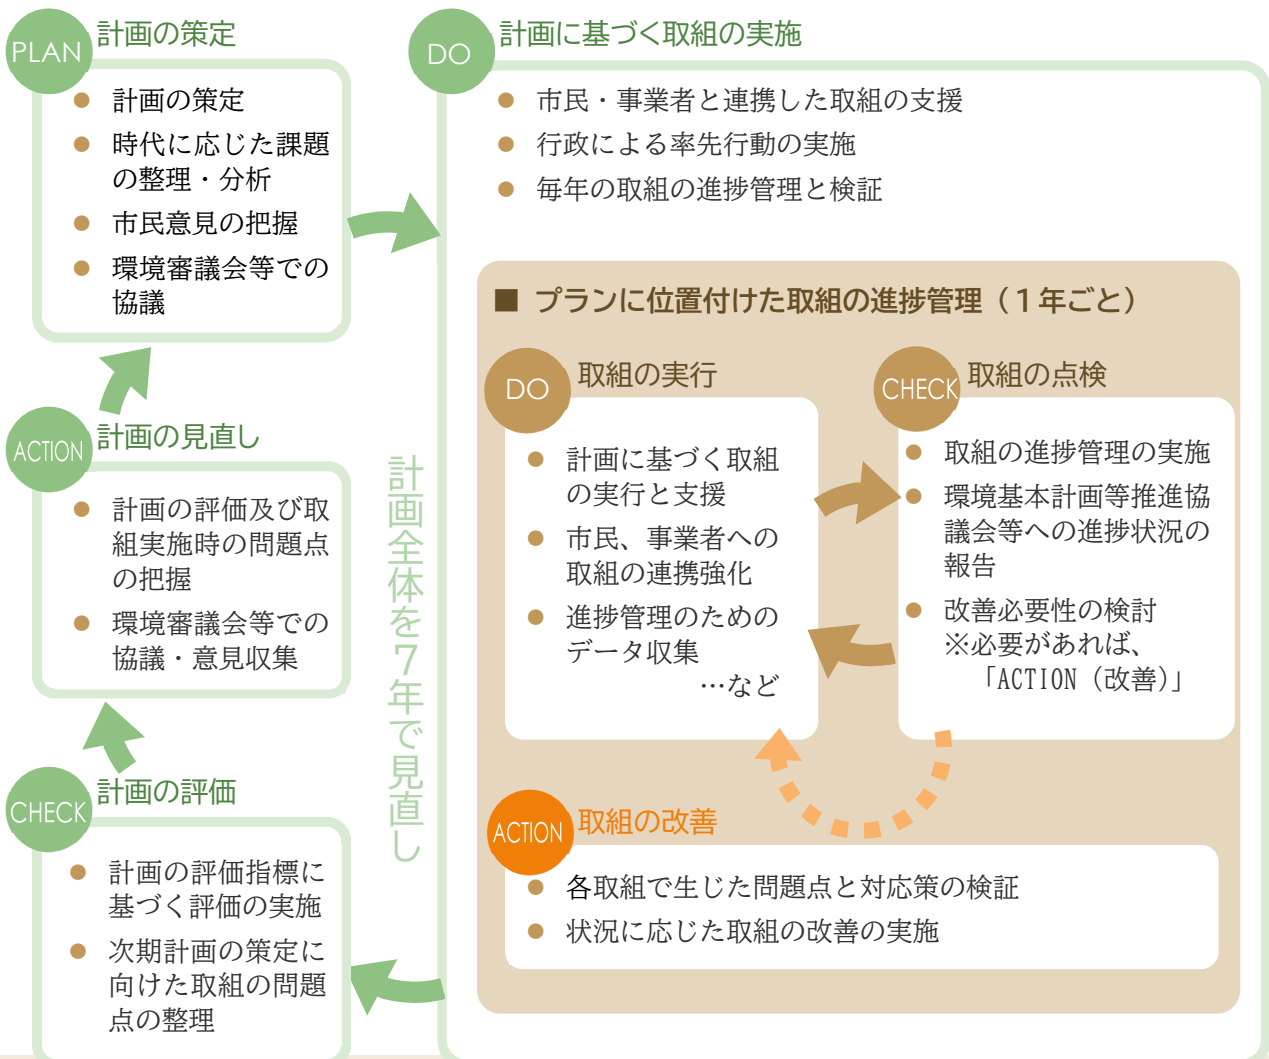 PLAN
計画の策定
計画の策定
時代に応じた課題
の整理・分析
市民意見の把握
環境審議会等での
協議
DO
計画に基づく取組の実施
市民・事業者と連携した取組の支援
行政による率先行動の実施
毎年の取組の進捗管理と検証
■ プランに位置付けた取組の進捗管理（１年ごと）
DO
取組の実行
計画に基づく取組
の実行と支援
市民、事業者への
取組の連携強化
進捗管理のための
データ収集
…など
CHECK
取組の点検
取組の進捗管理の実施
環境基本計画等推進協
議会等への進捗状況の
報告
改善必要性の検討
※必要があれば、
「ACTION（改善）」
ACTION
取組の改善
各取組で生じた問題点と対応策の検証
状況に応じた取組の改善の実施
計画全体を７年で見直し
ACTION
計画の見直し
計画の評価及び取
組実施時の問題点
の把握
環境審議会等での
協議・意見収集
CHECK
計画の評価
計画の評価指標に
基づく評価の実施
次期計画の策定に
向けた取組の問題
点の整理